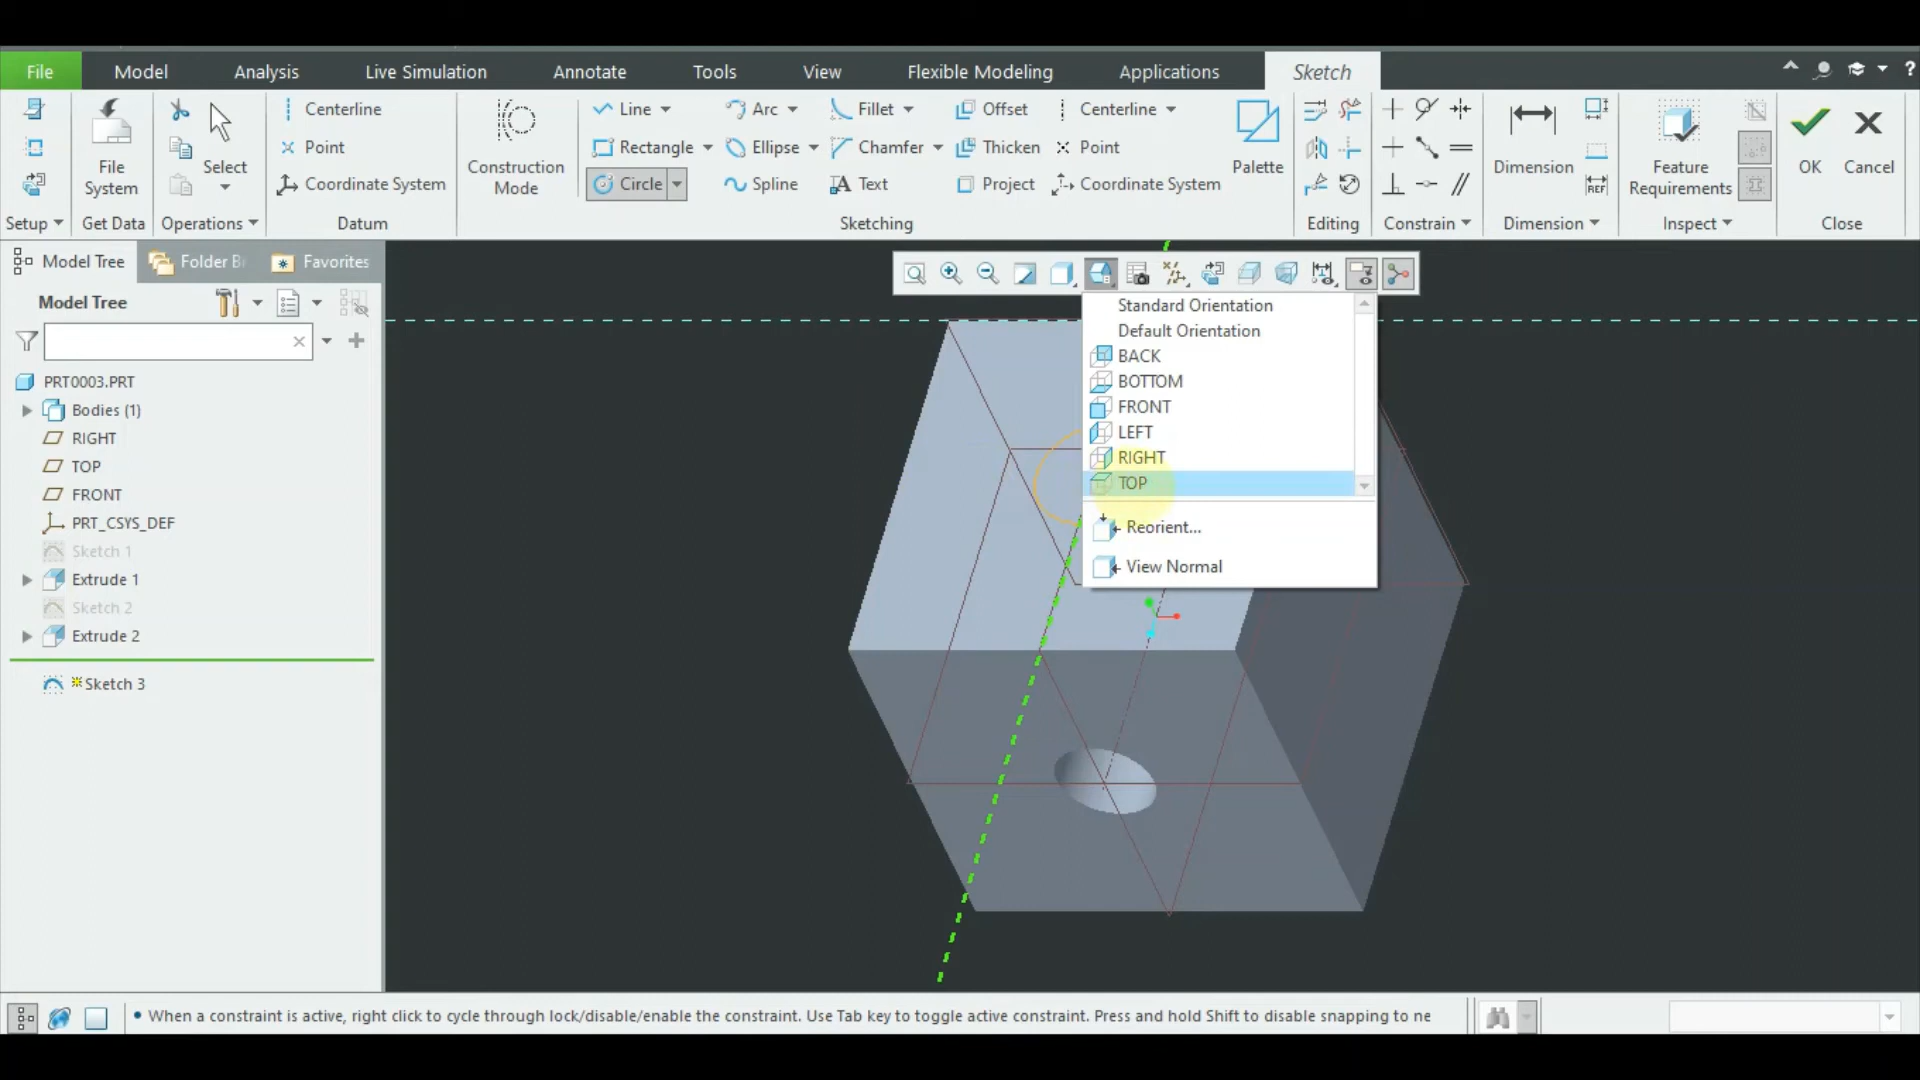 File Model Analysis Live Simulation Annotate Tools View Flexible Modeling Applications Sketch ?
Centerline Line Arc Fillet Offset Centerline
Point Rectangle Ellipse Chamfer Thicken Point
Coordinate System Circle Spline Text Project Coordinate System
File System
Select
Construction Mode
Palette
Dimension
REF
Feature Requirements
OK
Cancel
Setup Get Data Operations Datum Sketching Editing Constrain Dimension Inspect Close
Model Tree Folder B Favorites
Model Tree
PRT0003.PRT
Bodies (1)
RIGHT
TOP
FRONT
PRT_CSYS_DEF
Sketch 1
Extrude 1
Sketch 2
Extrude 2
Sketch 3
Standard Orientation
Default Orientation
BACK
BOTTOM
FRONT
LEFT
RIGHT
TOP
Reorient...
View Normal
• When a constraint is active, right click to cycle through lock/disable/enable the constraint. Use Tab key to toggle active constraint. Press and hold Shift to disable snapping to ne